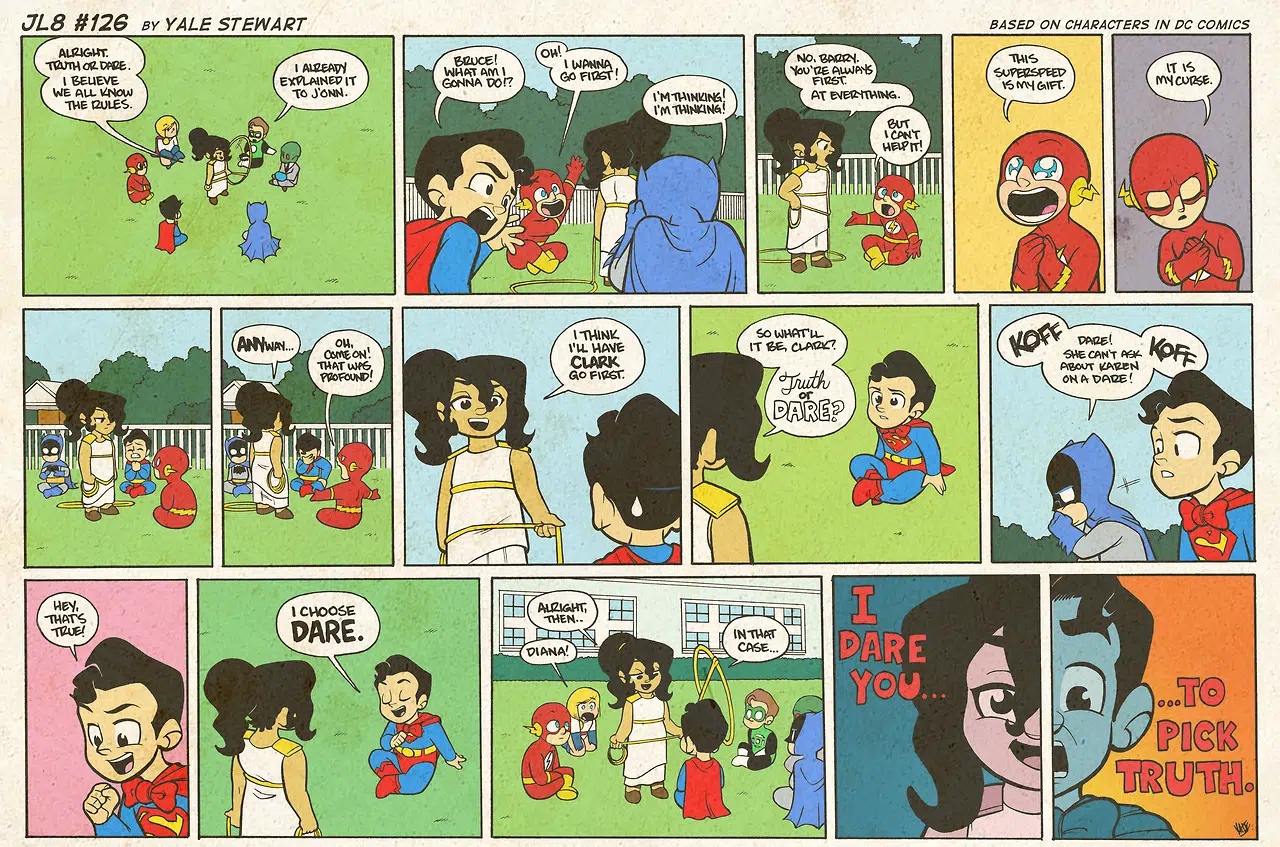 JL8 #126 BY YALE STEWART
BASED ON CHARACTERS IN DC COMICS
ALRIGHT.
TRUTH OR DARE.
I BELIEVE
WE ALL KNOW
THE RULES.
I ALREADY
EXPLAINED IT
TO J'ONN.
BRUCE!
WHAT AM I
GONNA DO!?
OH!
I WANNA
GO FIRST!
I'M THINKING!
I'M THINKING!
NO, BARRY.
YOU'RE ALWAYS
FIRST.
AT EVERYTHING.
BUT
I CAN'T
HELP IT!
THIS
SUPERSPEED
IS MY GIFT.
IT IS
MY CURSE.
ANYWAY...
OH,
COME ON!
THAT WAS
PROFOUND!
I THINK
I'LL HAVE
CLARK
GO FIRST.
SO WHAT'LL
IT BE, CLARK?
Truth
or
DARE?
KOFF
DARE!
SHE CAN'T ASK
ABOUT KAREN
ON A DARE!
KOFF
HEY,
THAT'S
TRUE!
I CHOOSE
DARE.
ALRIGHT,
THEN..
DIANA!
IN THAT
CASE...
I
DARE
YOU...
...TO
PICK
TRUTH.